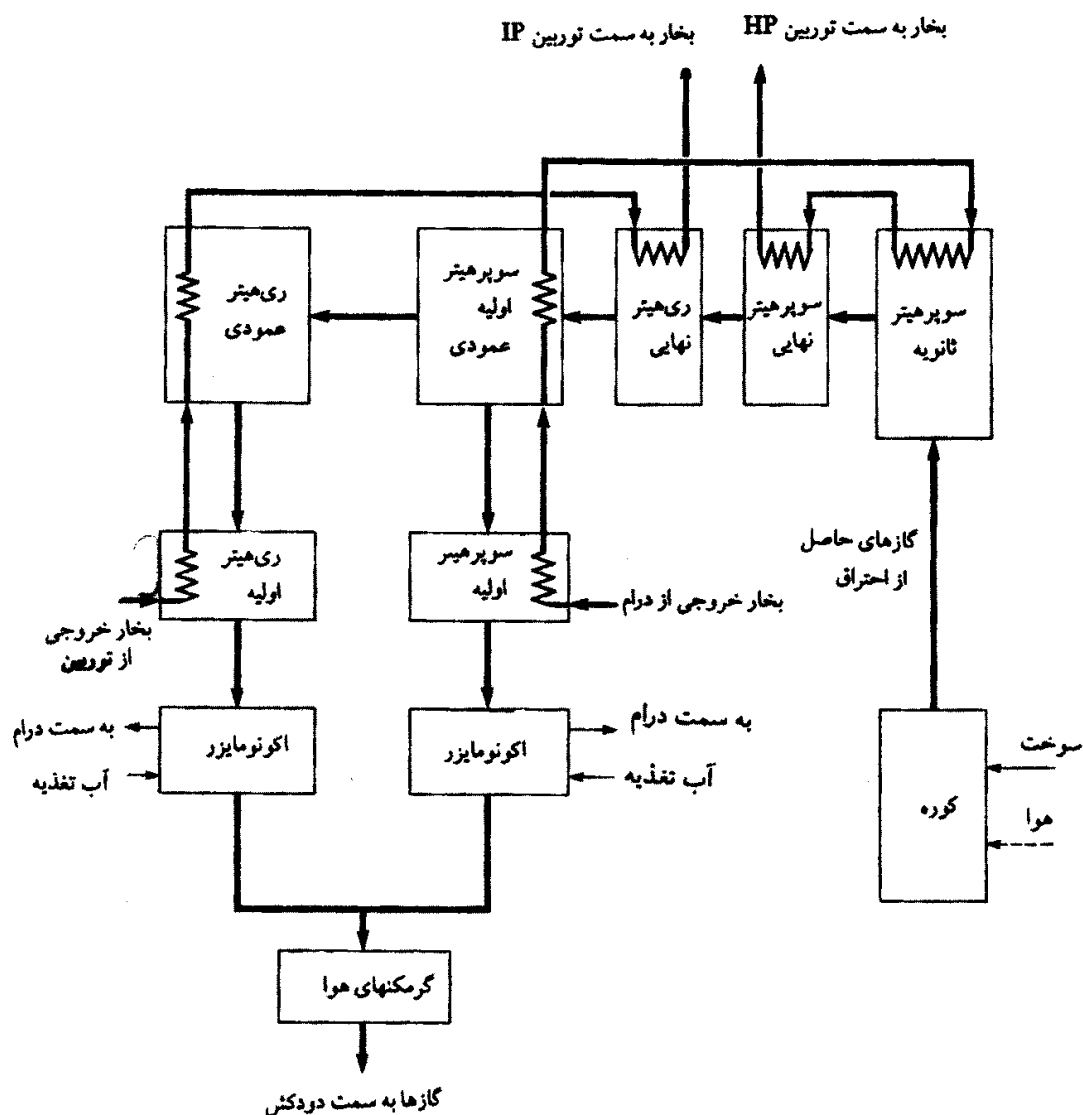 بخار به سمت توربین HP
بخار به سمت توربین IP
سوپرهیتر
ثانویه
سوپرهیتر
نهایی
ری‌هیتر
نهایی
سوپرهیتر
اولیه
عمودی
ری‌هیتر
عمودی
گازهای حاصل
از احتراق
سوپرهیتر
اولیه
بخار خروجی از درام
ری‌هیتر
اولیه
بخار خروجی
از توربین
کوره
سوخت
هوا
اکونومایزر
به سمت درام
آب تغذیه
اکونومایزر
به سمت درام
آب تغذیه
گرمکنهای هوا
گازها به سمت دودکش